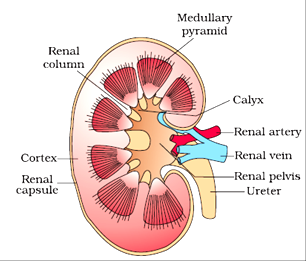 Medullary
pyramid
Renal
column
Calyx
Renal artery
Renal vein
Cortex
Renal
capsule
Renal pelvis
Ureter